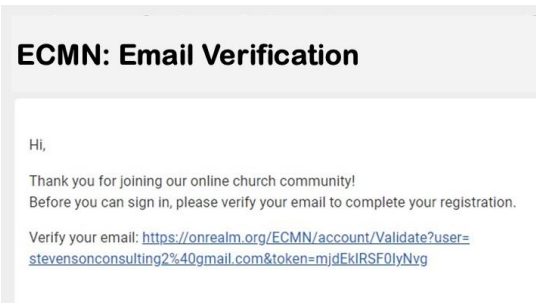 ECMN: Email Verification
Hi,
Thank you for joining our online church community!
Before you can sign in, please verify your email to complete your registration.
Verify your email: https://onrealm.org/ECMN/account/Validate?user=
stevensonconsulting2%40gmail.com&token=mjdEkIRSF0IyNvg